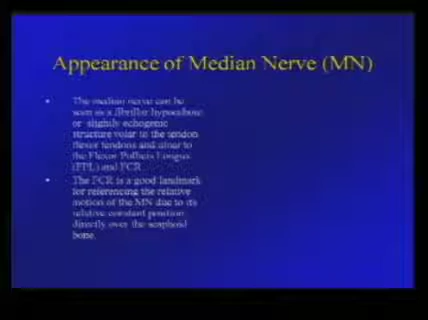 Appearance of Median Nerve (MN)
• The median nerve can be
seen as a fibrillar hypoechoic
or slightly echogenic
structure volar to the tendon
flexor tendons and ulnar to
the Flexor Pollicis Longus
(FPL) and FCR
• The FCR is a good landmark
for referencing the relative
motion of the MN due to its
relative constant position
directly over the scaphoid
bone.